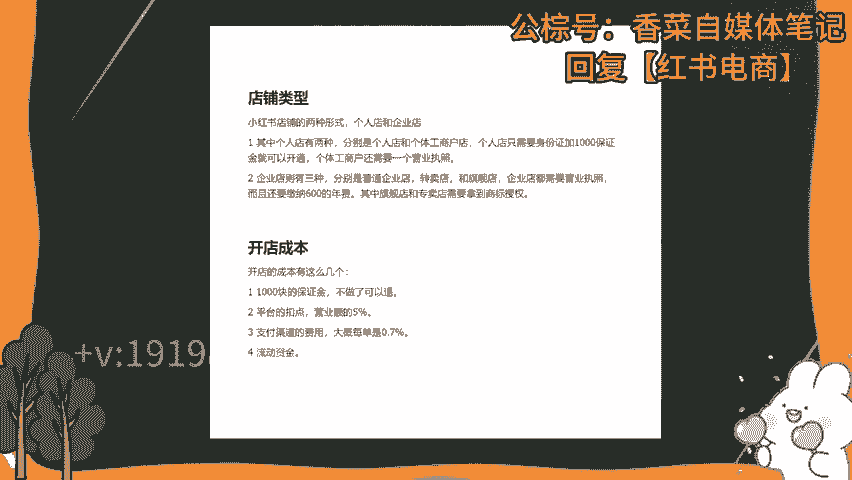 公棕号：香菜自媒体笔记
回复【红书电商】
店铺类型
小红书店铺的两种形式，个人店和企业店
1 其中个人店有两种，分别是个人店和个体工商户店，个人店只需要身份证加1000保证
金就可以开通，个体工商户还需要一个营业执照。
2 企业店则有三种，分别是普通企业店，转卖店，和旗舰店，企业店都需要营业执照，
而且还要缴纳600的年费。其中旗舰店和专卖店需要拿到商标授权。
开店成本
开店的成本有这么几个：
1 1000块的保证金，不做了可以退。
2 平台的扣点，营业额的5%。
3 支付渠道的费用，大概每单是0.7%。
4 流动资金。
+v:1919